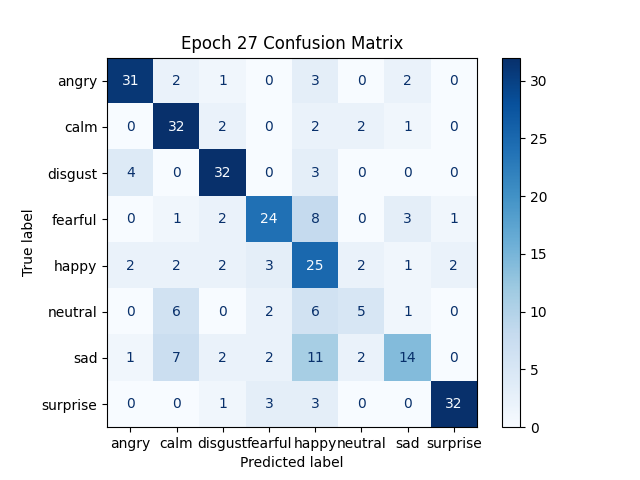 Epoch 27 Confusion Matrix
angry 31 2 1 0 3 0 2 0
calm 0 32 2 0 2 2 1 0
disgust 4 0 32 0 3 0 0 0
fearful 0 1 2 24 8 0 3 1
happy 2 2 2 3 25 2 1 2
neutral 0 6 0 2 6 5 1 0
sad 1 7 2 2 11 2 14 0
surprise 0 0 1 3 3 0 0 32
angry calm disgust fearful happy neutral sad surprise
Predicted label
True label
30
25
20
15
10
5
0